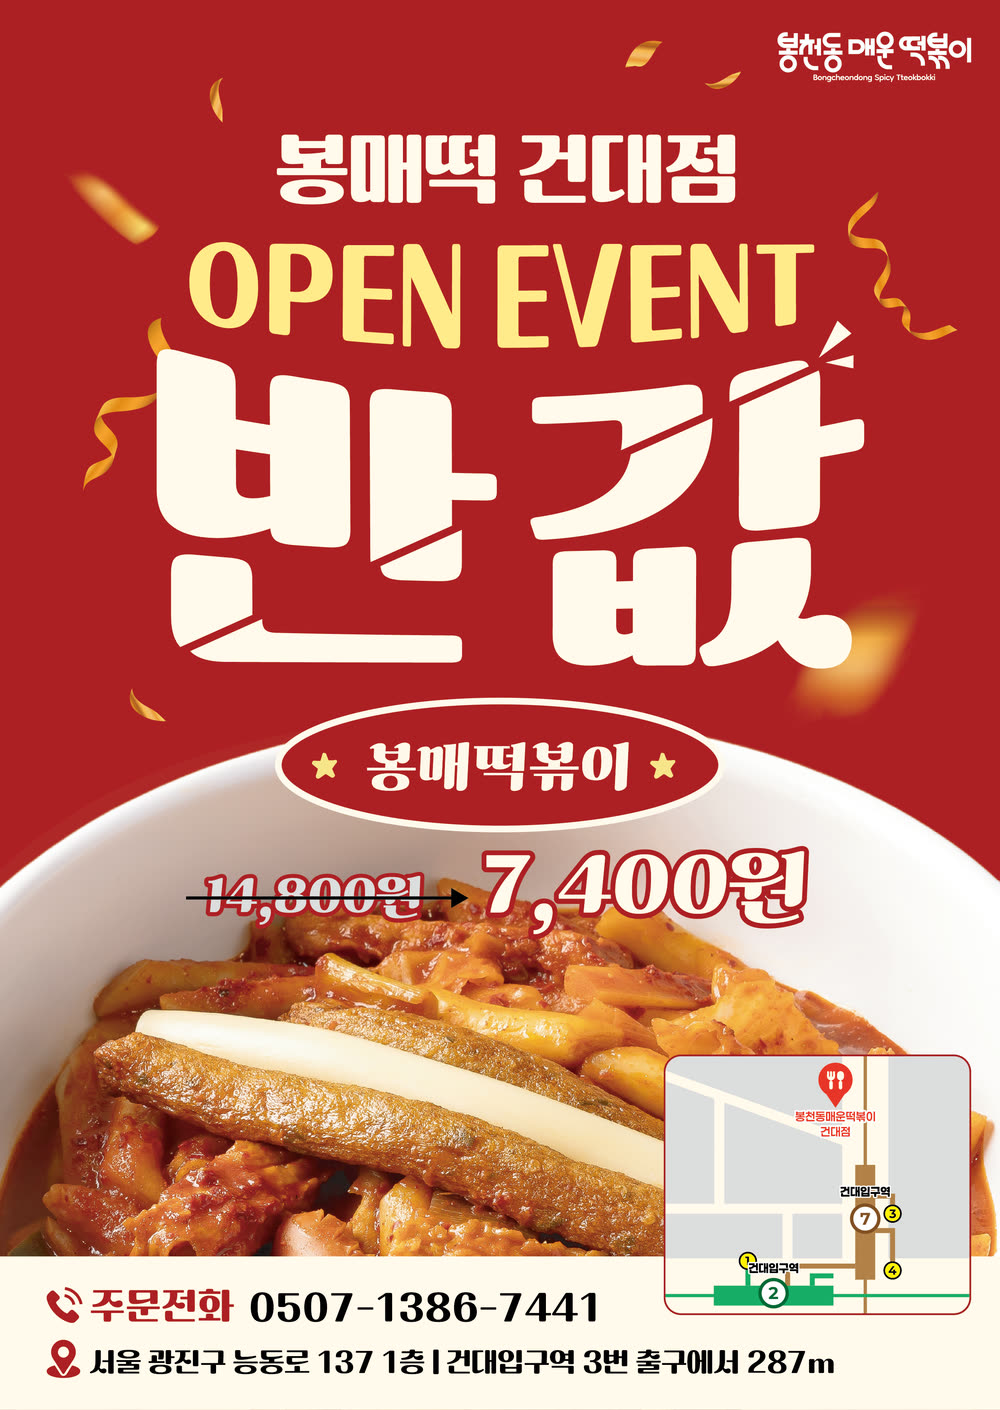 봉천동 매운 떡볶이
Bongcheondong Spicy Tteokbokki
봉매떡 건대점
OPEN EVENT
반값
봉매떡볶이
14,800원 7,400원
봉천동매운떡볶이
건대점
건대입구역
7 3
4
1
건대입구역
2
주문전화 0507-1386-7441
서울 광진구 능동로 137 1층 | 건대입구역 3번 출구에서 287m